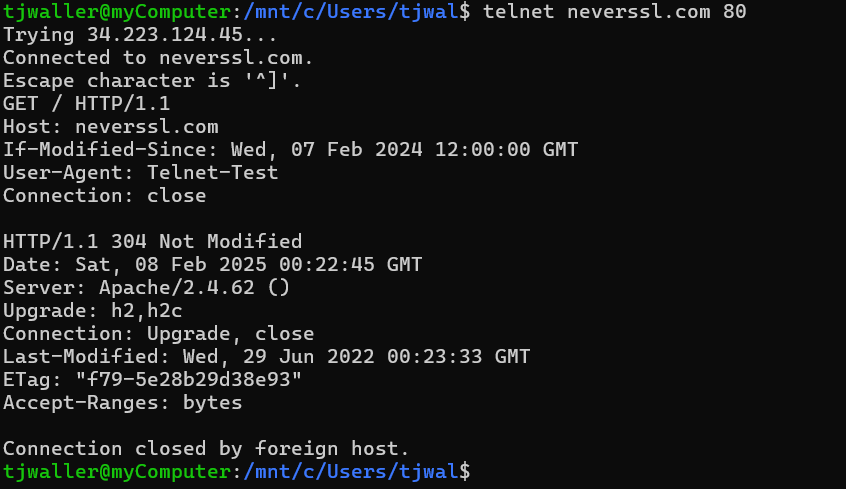 tjwaller@myComputer:/mnt/c/Users/tjwal$ telnet neverssl.com 80
Trying 34.223.124.45...
Connected to neverssl.com.
Escape character is '^]'.
GET / HTTP/1.1
Host: neverssl.com
If-Modified-Since: Wed, 07 Feb 2024 12:00:00 GMT
User-Agent: Telnet-Test
Connection: close

HTTP/1.1 304 Not Modified
Date: Sat, 08 Feb 2025 00:22:45 GMT
Server: Apache/2.4.62 ()
Upgrade: h2,h2c
Connection: Upgrade, close
Last-Modified: Wed, 29 Jun 2022 00:23:33 GMT
ETag: "f79-5e28b29d38e93"
Accept-Ranges: bytes

Connection closed by foreign host.
tjwaller@myComputer:/mnt/c/Users/tjwal$